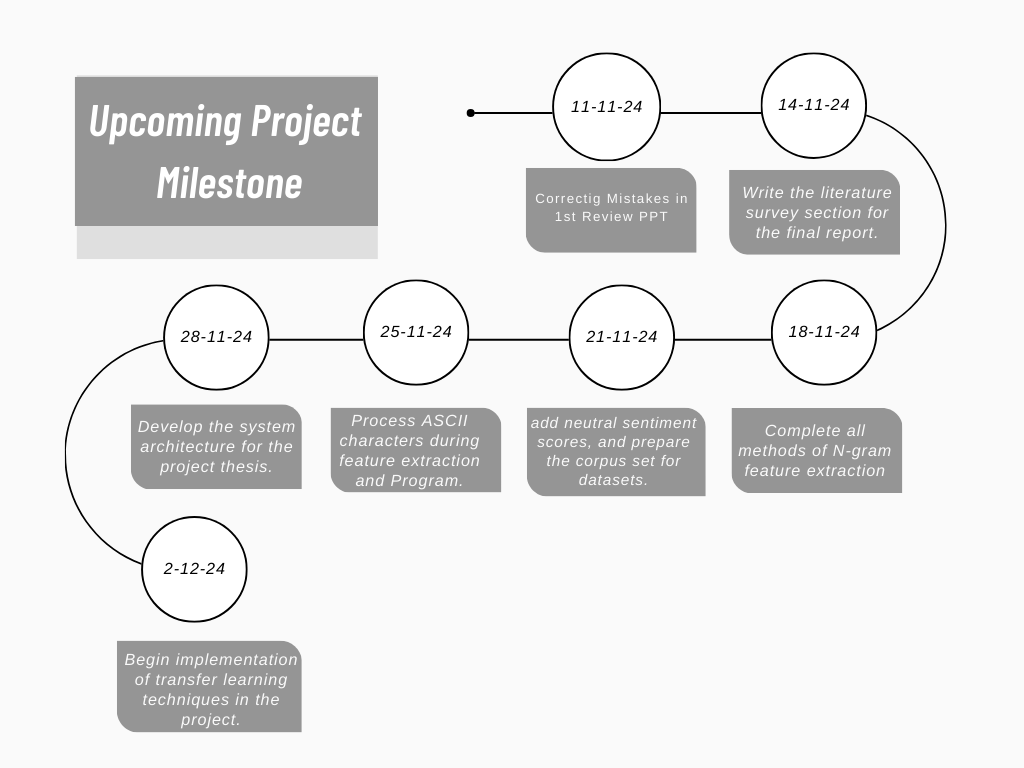 Upcoming Project
Milestone
11-11-24
14-11-24
Correctig Mistakes in
1st Review PPT
Write the literature
survey section for
the final report.
18-11-24
21-11-24
25-11-24
28-11-24
Complete all
methods of N-gram
feature extraction
add neutral sentiment
scores, and prepare
the corpus set for
datasets.
Process ASCII
characters during
feature extraction
and Program.
Develop the system
architecture for the
project thesis.
2-12-24
Begin implementation
of transfer learning
techniques in the
project.